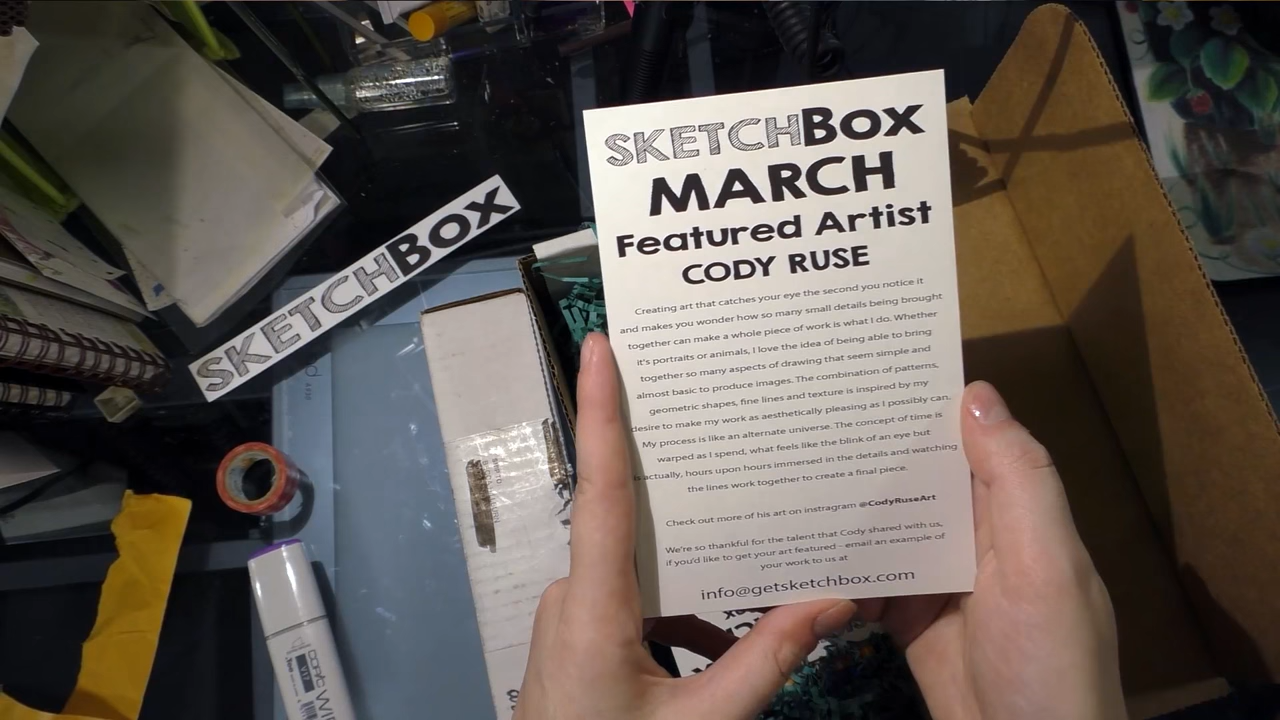 SKETCHBOX
MARCH
Featured Artist
CODY RUSE
Creating art that catches your eye the second you notice it
and makes you wonder how so many small details being brought
together can make a whole piece of work is what I do. Whether
it's portraits or animals, I love the idea of being able to bring
together so many aspects of drawing that seem simple and
almost basic to produce images. The combination of patterns,
geometric shapes, fine lines and texture is inspired by my
desire to make my work as aesthetically pleasing as I possibly can.
My process is like an alternate universe. The concept of time is
warped as I spend, what feels like the blink of an eye but
is actually, hours upon hours immersed in the details and watching
the lines work together to create a final piece.
Check out more of his art on instagram @CodyRuseArt
We're so thankful for the talent that Cody shared with us,
if you'd like to get your art featured - email an example of
your work to us at
info@getsketchbox.com
SKETCHBOX
COPIC
V17